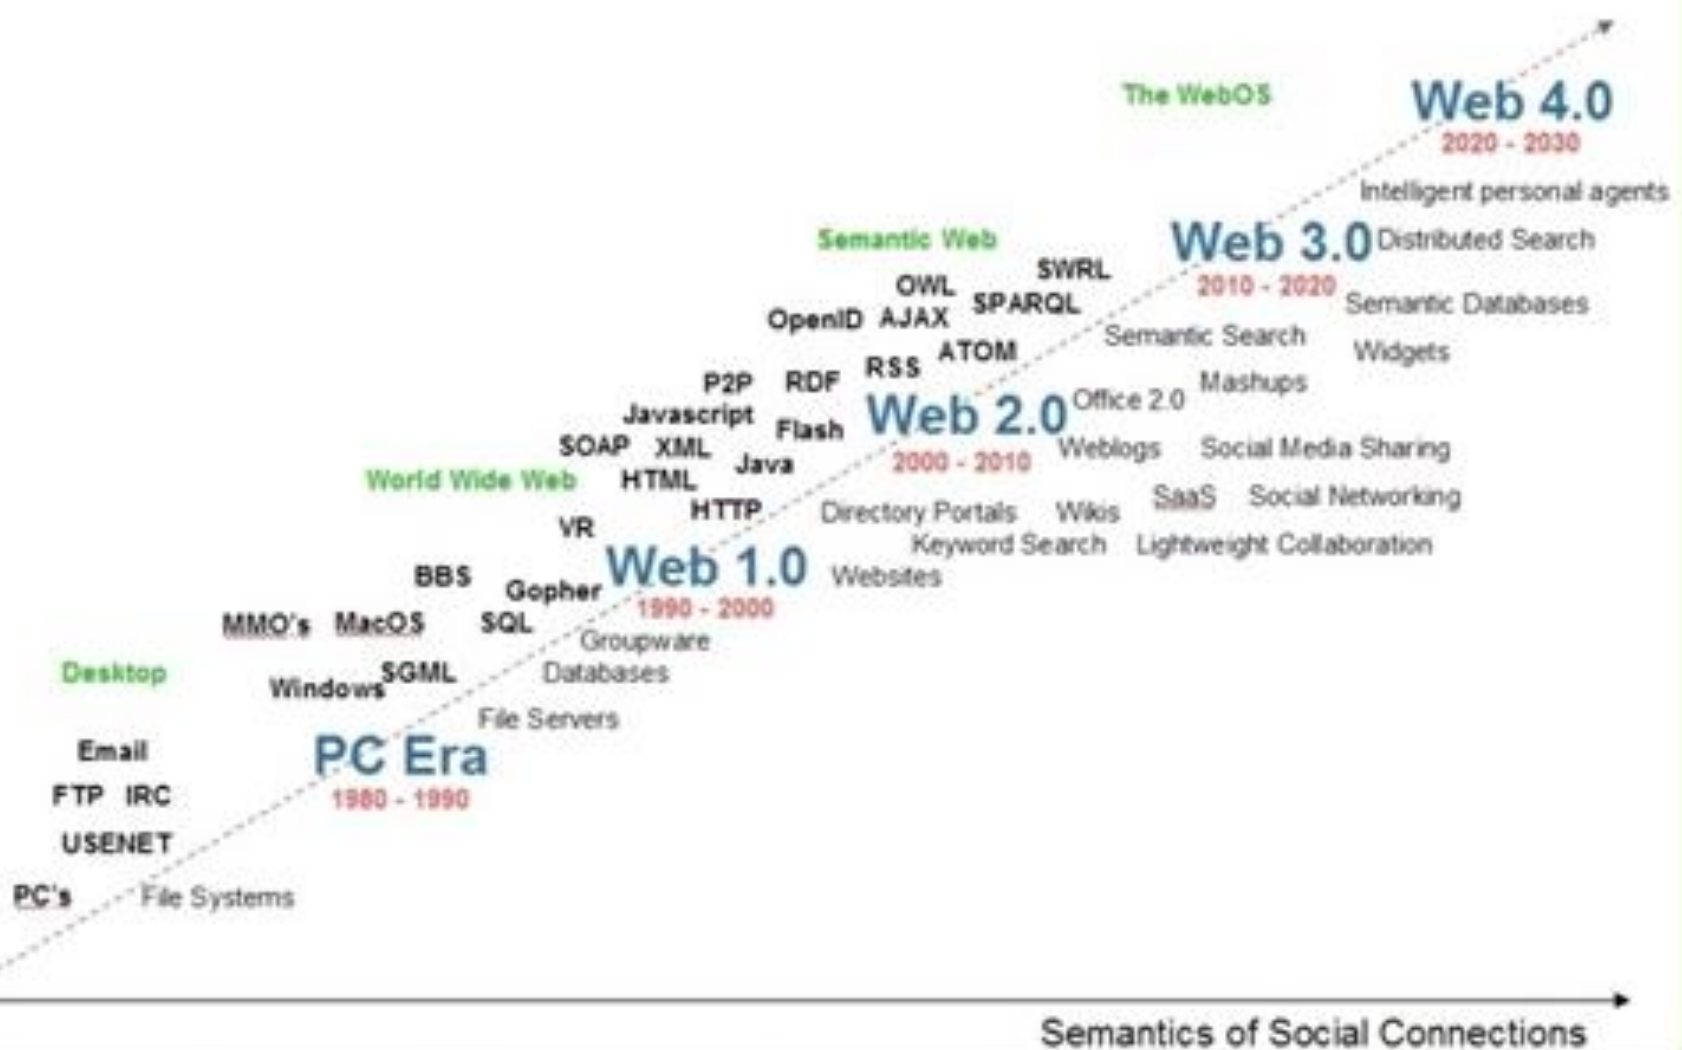 The WebOS
Web 4.0
2020 - 2030
Intelligent personal agents
Semantic Web
Web 3.0
Distributed Search
SWRL
OWL
2010 - 2020
SPARQL
Semantic Databases
OpenID
AJAX
Semantic Search
ATOM
Widgets
RSS
P2P
RDF
Mashups
Office 2.0
Javascript
Web 2.0
Flash
SOAP
XML
Weblogs
Social Media Sharing
Java
2000 - 2010
World Wide Web
HTML
SaaS
Social Networking
HTTP
Directory Portals
Wikis
VR
Keyword Search
Lightweight Collaboration
Web 1.0
BBS
Websites
Gopher
1990 - 2000
MMO's
MacOS
SQL
Groupware
Desktop
SGML
Databases
Windows
File Servers
Email
PC Era
FTP
IRC
1980 - 1990
USENET
PC's
File Systems
Semantics of Social Connections